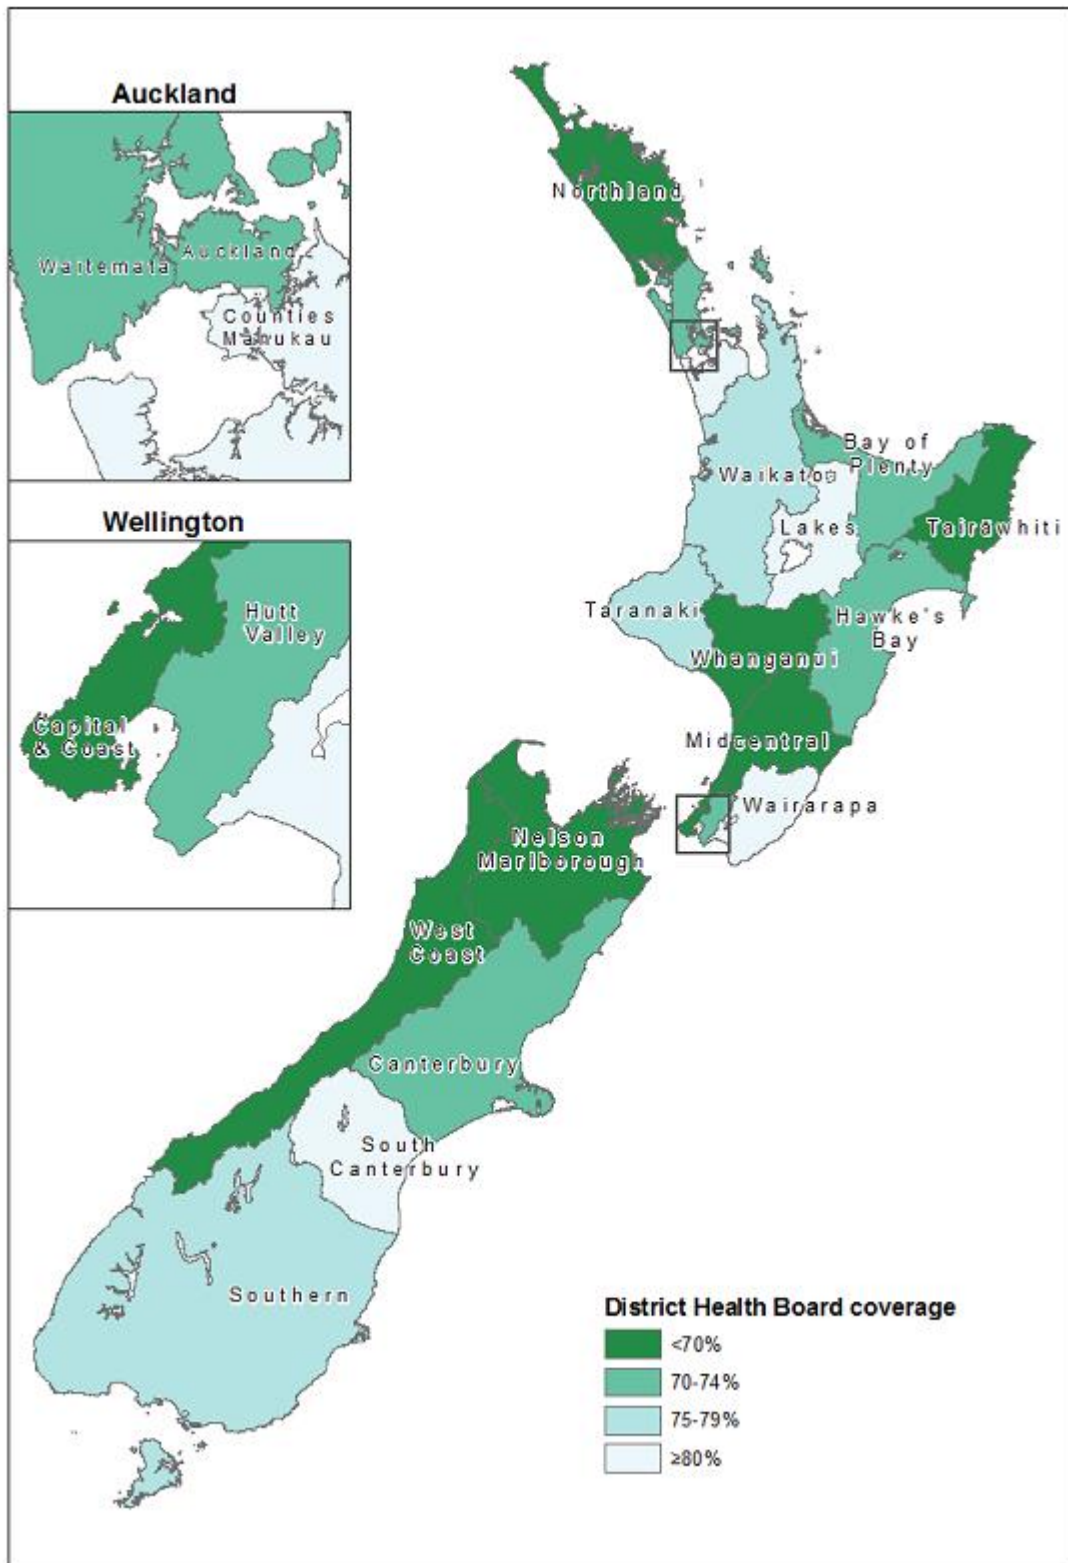 Auckland
Waitemata
Auckland
Counties
Manukau
Wellington
Hutt
Valley
Capital
& Coast
Northland
Bay of
Plenty
Waikato
Lakes
Tairāwhiti
Taranaki
Hawke's
Bay
Whanganui
Midcentral
Wairarapa
Nelson
Marlborough
West
Coast
Canterbury
South
Canterbury
Southern
District Health Board coverage
<70%
70-74%
75-79%
≥80%